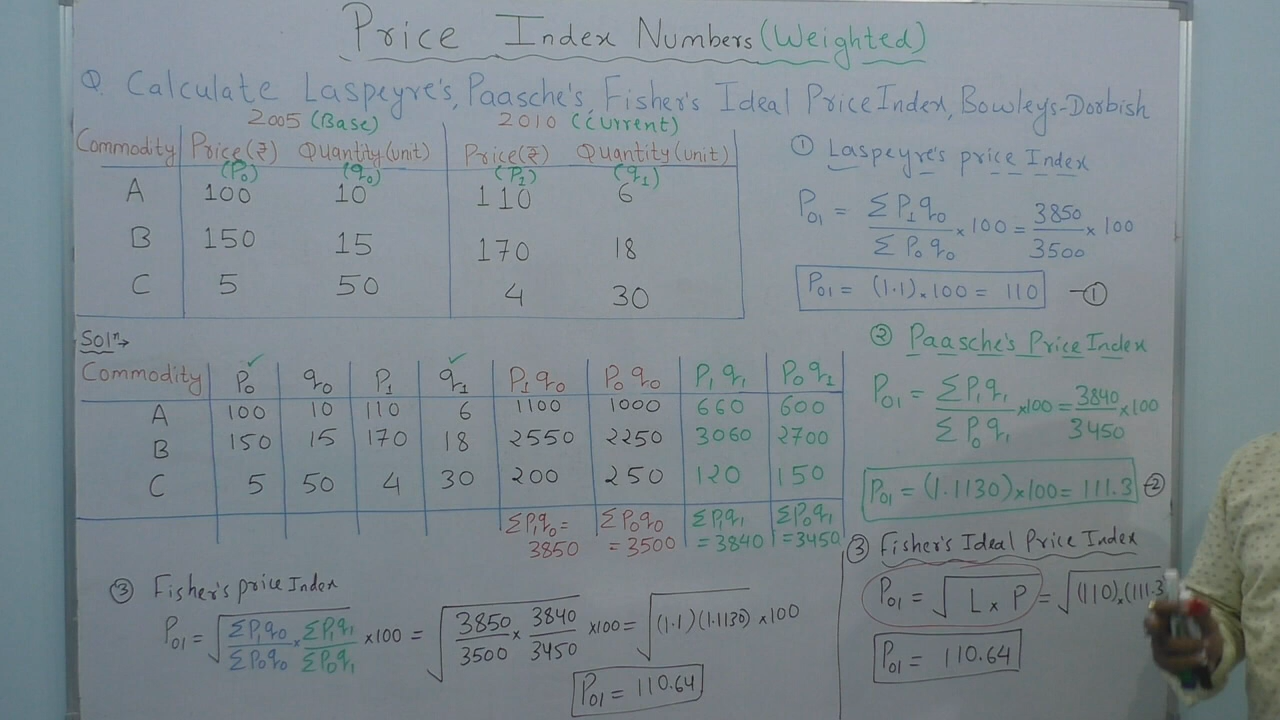 Price Index Numbers (Weighted)
Q. Calculate Laspeyre's, Paasche's, Fisher's Ideal Price Index, Bowleys-Dorbish
2005 (Base) 2010 (Current)
Commodity Price (₹) Quantity (unit) Price (₹) Quantity (unit)
(P₀) (q₀) (P₁) (q₁)
A 100 10 110 6
B 150 15 170 18
C 5 50 4 30
① Laspeyre's price Index
P₀₁ = ΣP₁q₀ / ΣP₀q₀ × 100 = 3850 / 3500 × 100
P₀₁ = (1.1) × 100 = 110 — ①
Solⁿ→
Commodity P₀ q₀ P₁ q₁ P₁q₀ P₀q₀ P₁q₁ P₀q₁
A 100 10 110 6 1100 1000 660 600
B 150 15 170 18 2550 2250 3060 2700
C 5 50 4 30 200 250 120 150
ΣP₁q₀ = 3850 ΣP₀q₀ = 3500 ΣP₁q₁ = 3840 ΣP₀q₁ = 3450
② Paasche's Price Index
P₀₁ = ΣP₁q₁ / ΣP₀q₁ × 100 = 3840 / 3450 × 100
P₀₁ = (1.1130) × 100 = 111.3 — ②
③ Fisher's price Index
P₀₁ = √(ΣP₁q₀ / ΣP₀q₀ × ΣP₁q₁ / ΣP₀q₁) × 100 = √(3850 / 3500 × 3840 / 3450) × 100 = √(1.1)(1.1130) × 100
P₀₁ = 110.64
③ Fisher's Ideal Price Index
P₀₁ = √L × P = √(110) × (111.3
P₀₁ = 110.64